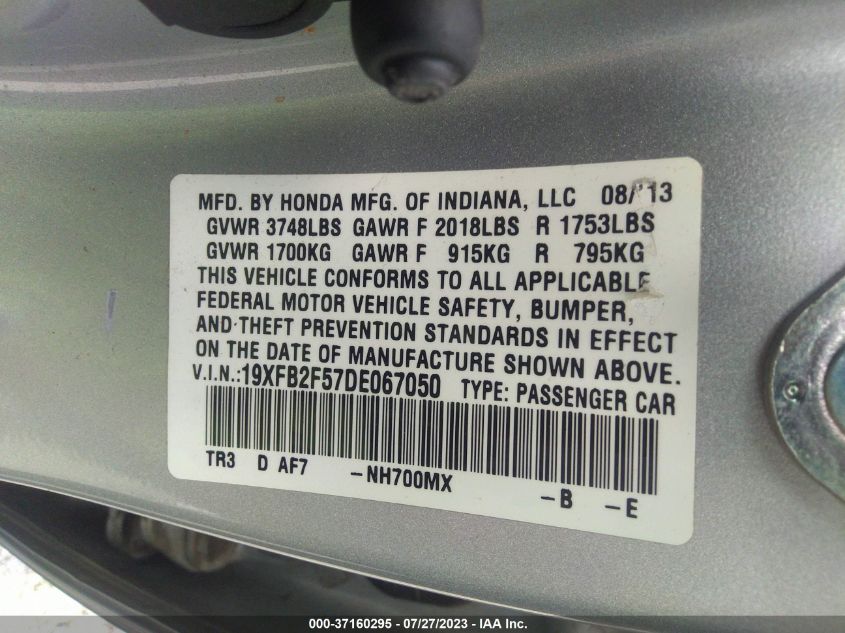 MFD. BY HONDA MFG. OF INDIANA, LLC 08/'13
GVWR 3748LBS GAWR F 2018LBS R 1753LBS
GVWR 1700KG GAWR F 915KG R 795KG
THIS VEHICLE CONFORMS TO ALL APPLICABLE
FEDERAL MOTOR VEHICLE SAFETY, BUMPER,
AND THEFT PREVENTION STANDARDS IN EFFECT
ON THE DATE OF MANUFACTURE SHOWN ABOVE.
V.I.N.:19XFB2F57DE067050 TYPE: PASSENGER CAR
TR3 D AF7 -NH700MX -B -E
000-37160295 - 07/27/2023 - IAA Inc.